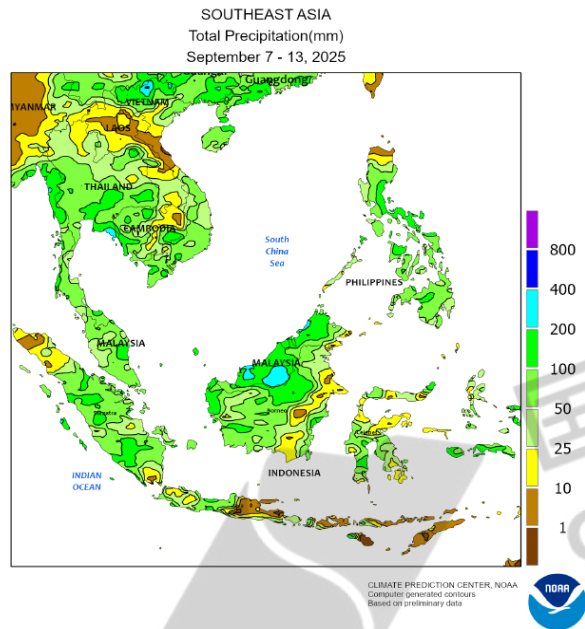 SOUTHEAST ASIA
Total Precipitation(mm)
September 7 - 13, 2025
Guangdong
MYANMAR
VIETNAM
LAOS
THAILAND
CAMBODIA
South
China
Sea
PHILIPPINES
MALAYSIA
MALAYSIA
Sumatra
Borneo
INDIAN
OCEAN
INDONESIA
800
400
200
100
50
25
10
1
CLIMATE PREDICTION CENTER, NOAA
Computer generated contours
Based on preliminary data
NOAA